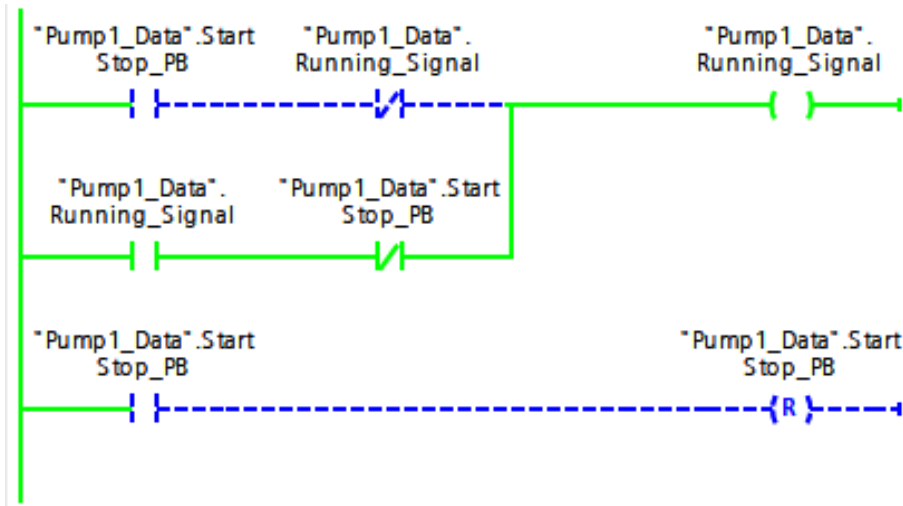 "Pump1_Data".Start
Stop_PB
"Pump1_Data".
Running_Signal
"Pump1_Data".
Running_Signal
"Pump1_Data".
Running_Signal
"Pump1_Data".Start
Stop_PB
"Pump1_Data".Start
Stop_PB
"Pump1_Data".Start
Stop_PB
R